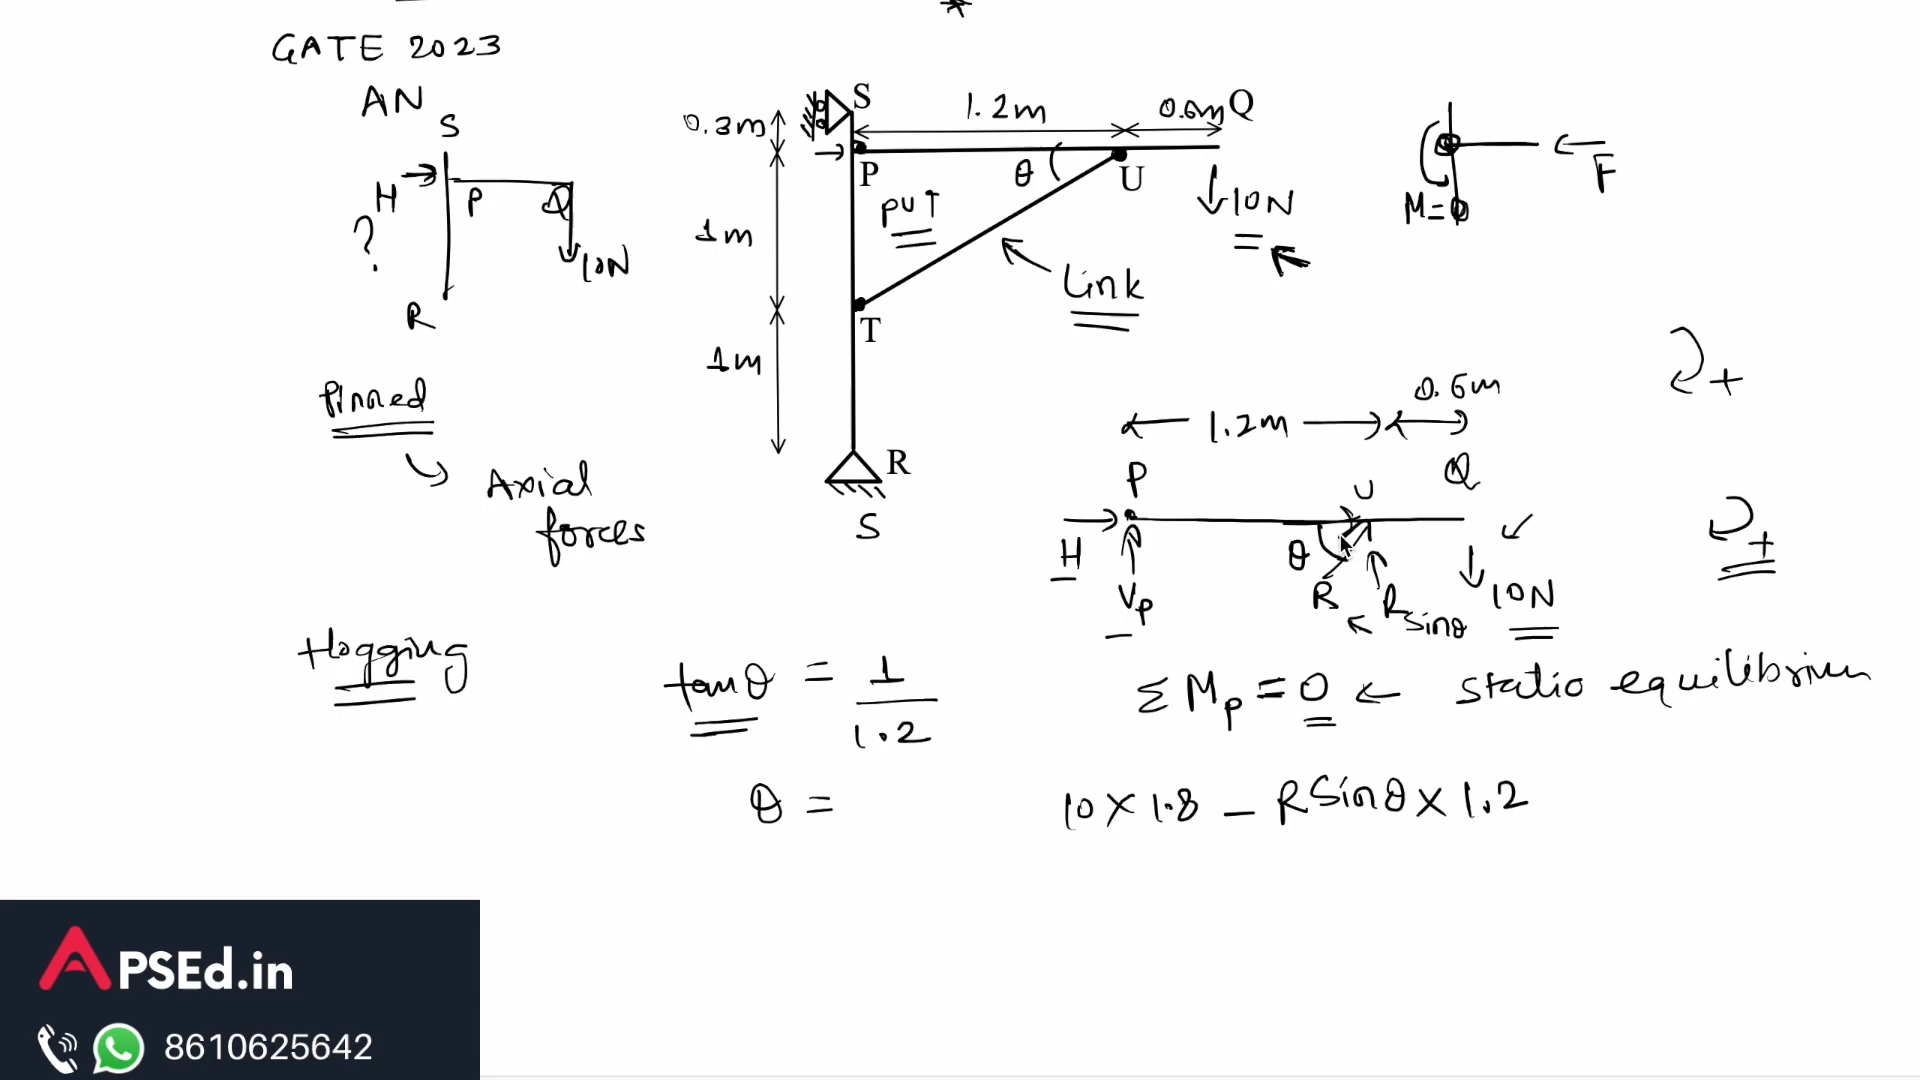 *
GATE 2023
AN
S
H
P
Q
?
10N
R
0.3m
S
1.2m
0.6m Q
P
θ
U
PUT
10N
1m
Link
T
1m
R
S
F
M=0
+
Pinned
Axial
forces
0.6m
1.2m
P
U
Q
H
θ
Vp
R
Rsinθ
10N
+
Hogging
tanθ = 1
1.2
ΣMp = 0 ← static equilibrium
θ =
10 × 1.8 - R sinθ × 1.2
APSEd.in
8610625642